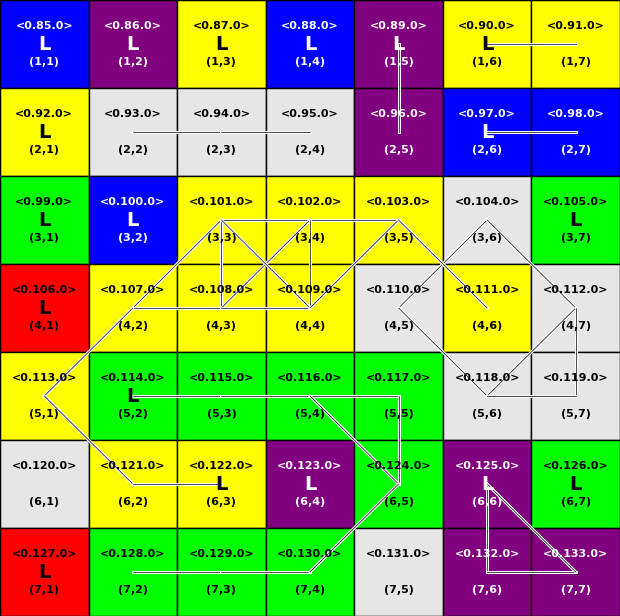 <0.85.0> <0.86.0> <0.87.0> <0.88.0> <0.89.0> <0.90.0> <0.91.0>
L L L L L L
(1,1) (1,2) (1,3) (1,4) (1,5) (1,6) (1,7)
<0.92.0> <0.93.0> <0.94.0> <0.95.0> <0.96.0> <0.97.0> <0.98.0>
L L
(2,1) (2,2) (2,3) (2,4) (2,5) (2,6) (2,7)
<0.99.0> <0.100.0> <0.101.0> <0.102.0> <0.103.0> <0.104.0> <0.105.0>
L L L
(3,1) (3,2) (3,3) (3,4) (3,5) (3,6) (3,7)
<0.106.0> <0.107.0> <0.108.0> <0.109.0> <0.110.0> <0.111.0> <0.112.0>
L
(4,1) (4,2) (4,3) (4,4) (4,5) (4,6) (4,7)
<0.113.0> <0.114.0> <0.115.0> <0.116.0> <0.117.0> <0.118.0> <0.119.0>
L
(5,1) (5,2) (5,3) (5,4) (5,5) (5,6) (5,7)
<0.120.0> <0.121.0> <0.122.0> <0.123.0> <0.124.0> <0.125.0> <0.126.0>
L L L L
(6,1) (6,2) (6,3) (6,4) (6,5) (6,6) (6,7)
<0.127.0> <0.128.0> <0.129.0> <0.130.0> <0.131.0> <0.132.0> <0.133.0>
L
(7,1) (7,2) (7,3) (7,4) (7,5) (7,6) (7,7)